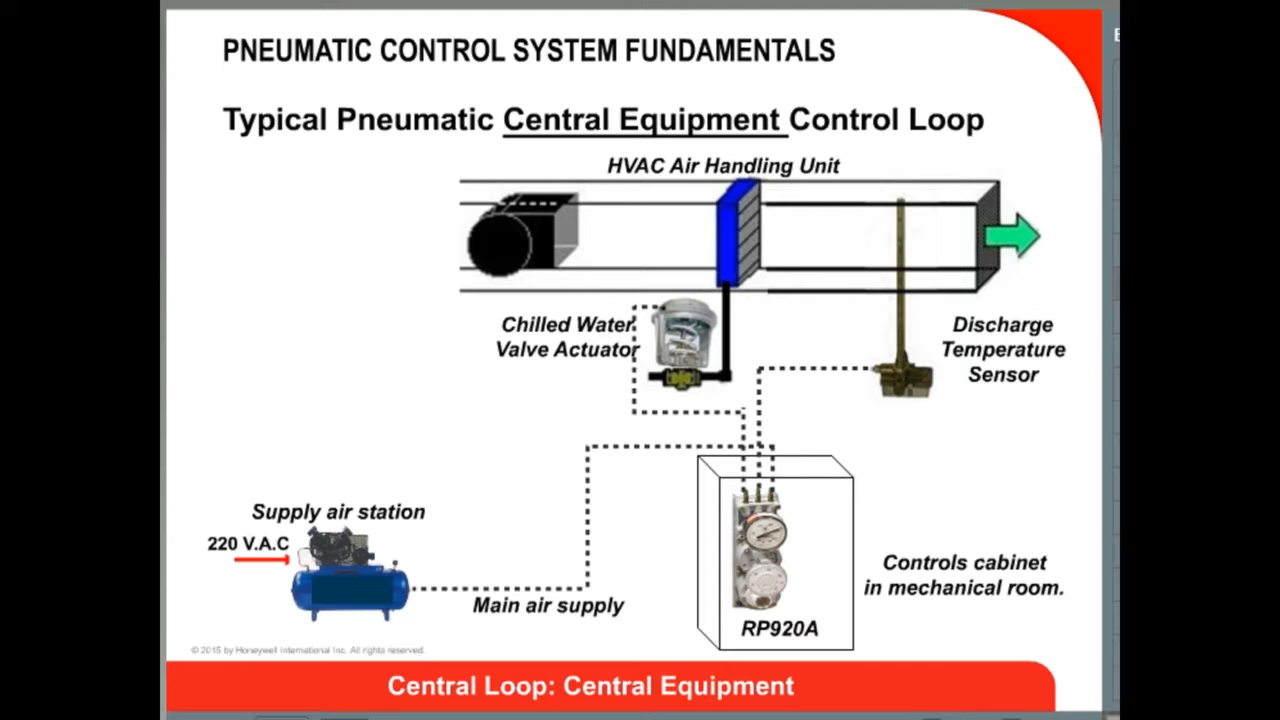 PNEUMATIC CONTROL SYSTEM FUNDAMENTALS
Typical Pneumatic Central Equipment Control Loop
HVAC Air Handling Unit
Chilled Water
Valve Actuator
Discharge
Temperature
Sensor
Supply air station
220 V.A.C
Main air supply
Controls cabinet
in mechanical room.
RP920A
© 2015 by Honeywell International Inc. All rights reserved.
Central Loop: Central Equipment